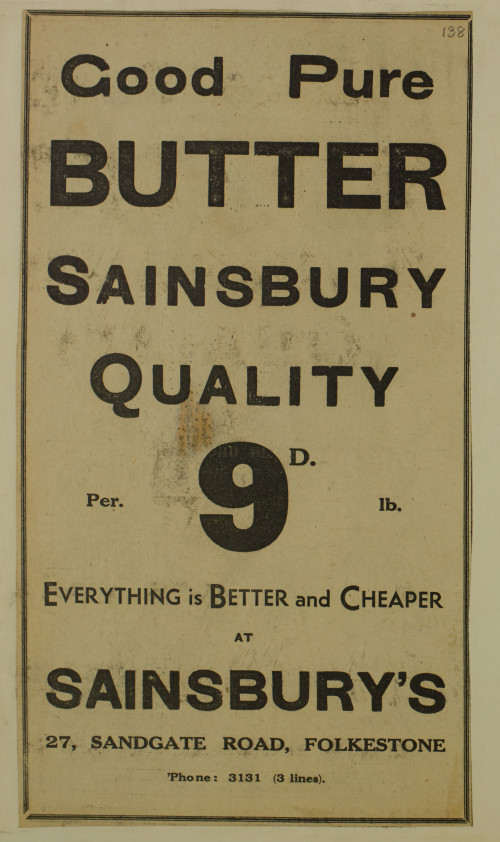 138
Good Pure
BUTTER
SAINSBURY
QUALITY
Per. 9D. lb.
EVERYTHING is BETTER and CHEAPER
AT
SAINSBURY'S
27, SANDGATE ROAD, FOLKESTONE
'Phone: 3131 (3 lines).